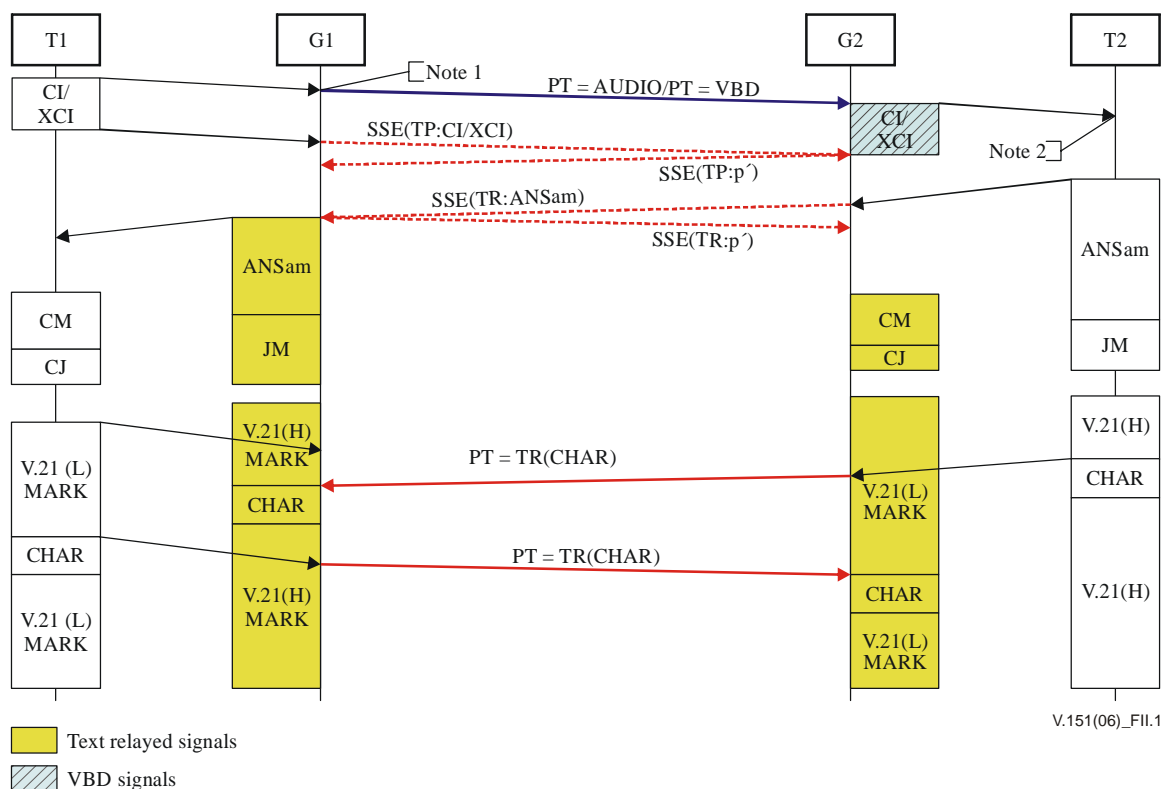 T1
G1
G2
T2
Note 1
PT = AUDIO/PT = VBD
CI/
XCI
CI/
XCI
SSE(TP:CI/XCI)
Note 2
SSE(TP:p´)
SSE(TR:ANSam)
SSE(TR:p´)
ANSam
ANSam
CM
CM
JM
JM
CJ
CJ
V.21(H)
MARK
V.21(H)
PT = TR(CHAR)
V.21 (L)
MARK
CHAR
V.21(L)
MARK
CHAR
CHAR
PT = TR(CHAR)
V.21(H)
MARK
CHAR
V.21(H)
V.21 (L)
MARK
V.21(L)
MARK
V.151(06)_FII.1
Text relayed signals
VBD signals